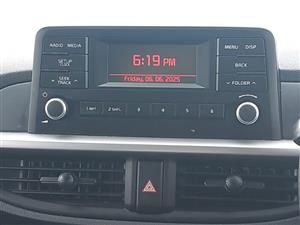 RADIO MEDIA
6:19 PM
MENU DISP
SETUP
Friday, 06. 06. 2025
BACK
SEEK
TRACK
FOLDER
1 RPT 2 SHFL 3 4 5 6